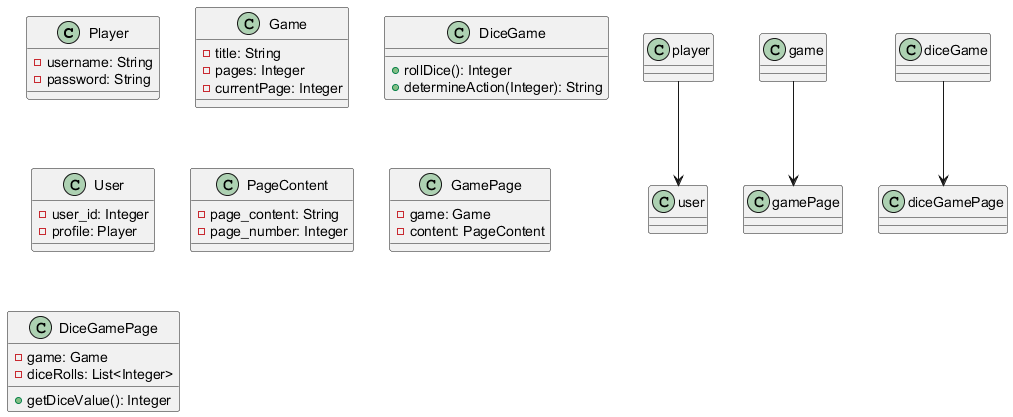 C Player
username: String
password: String
C Game
title: String
pages: Integer
currentPage: Integer
C DiceGame
rollDice(): Integer
determineAction(Integer): String
C player
C game
C diceGame
C User
user_id: Integer
profile: Player
C PageContent
page_content: String
page_number: Integer
C GamePage
game: Game
content: PageContent
C user
C gamePage
C diceGamePage
C DiceGamePage
game: Game
diceRolls: List<Integer>
getDiceValue(): Integer